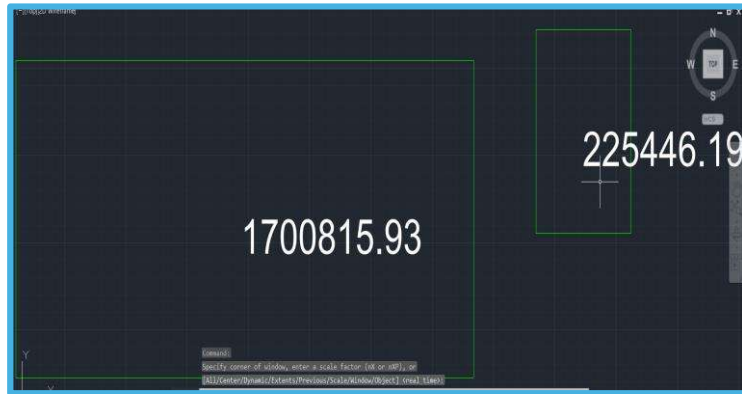 [-][Top][2D Wireframe]
N
W TOP E
S
WCS
225446.19
1700815.93
Command:
Specify corner of window, enter a scale factor (nX or nXP), or
[All/Center/Dynamic/Extents/Previous/Scale/Window/Object] <real time>:
Y